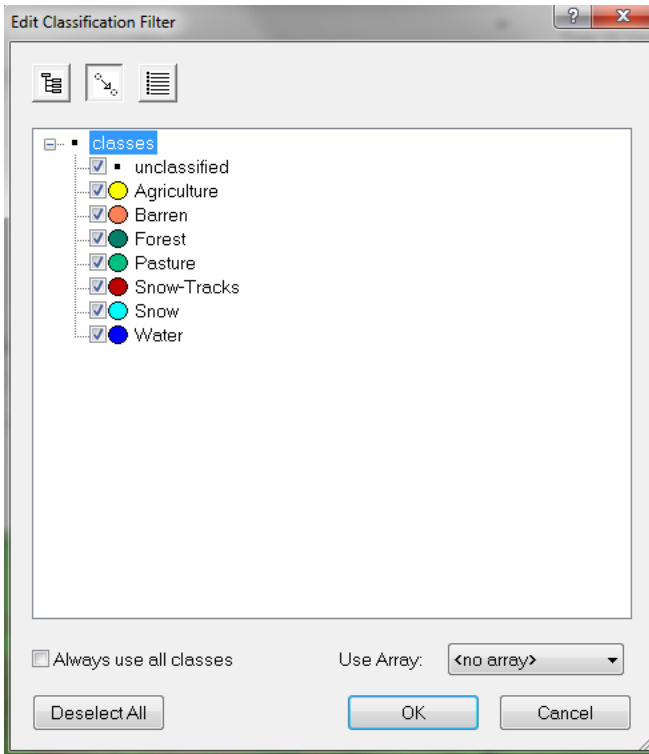 Edit Classification Filter
classes
unclassified
Agriculture
Barren
Forest
Pasture
Snow-Tracks
Snow
Water
Always use all classes
Use Array:
<no array>
Deselect All
OK
Cancel